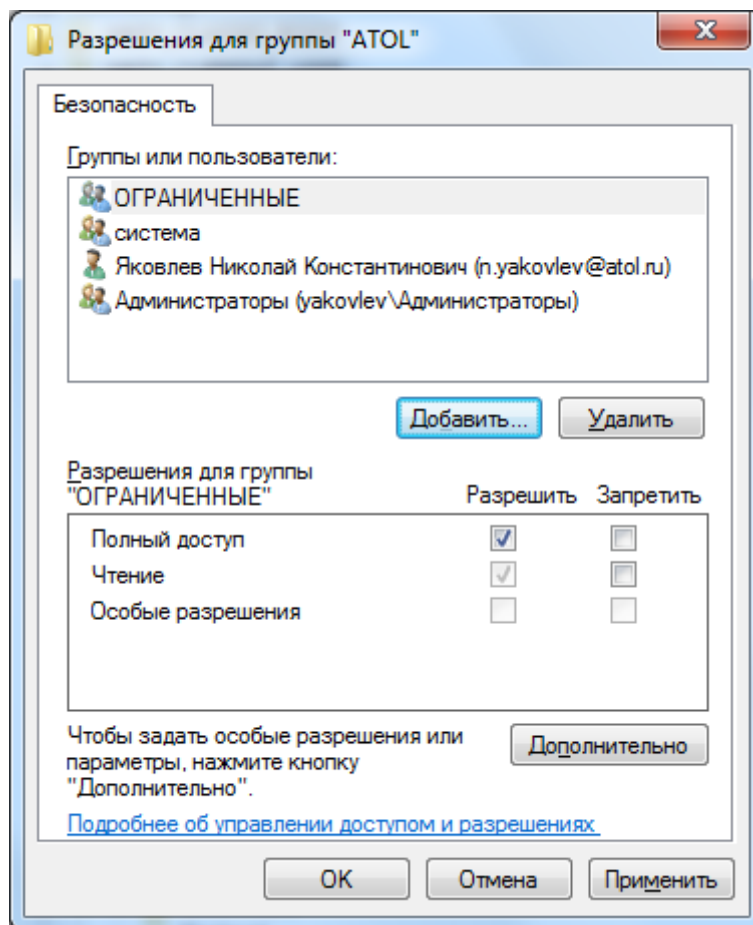 Разрешения для группы "ATOL"
Безопасность
Группы или пользователи:
ОГРАНИЧЕННЫЕ
система
Яковлев Николай Константинович (n.yakovlev@atol.ru)
Администраторы (yakovlev\Администраторы)
Добавить... Удалить
Разрешения для группы
"ОГРАНИЧЕННЫЕ" Разрешить Запретить
Полный доступ
Чтение
Особые разрешения
Чтобы задать особые разрешения или
параметры, нажмите кнопку
"Дополнительно".
Дополнительно
Подробнее об управлении доступом и разрешениях
ОК Отмена Применить